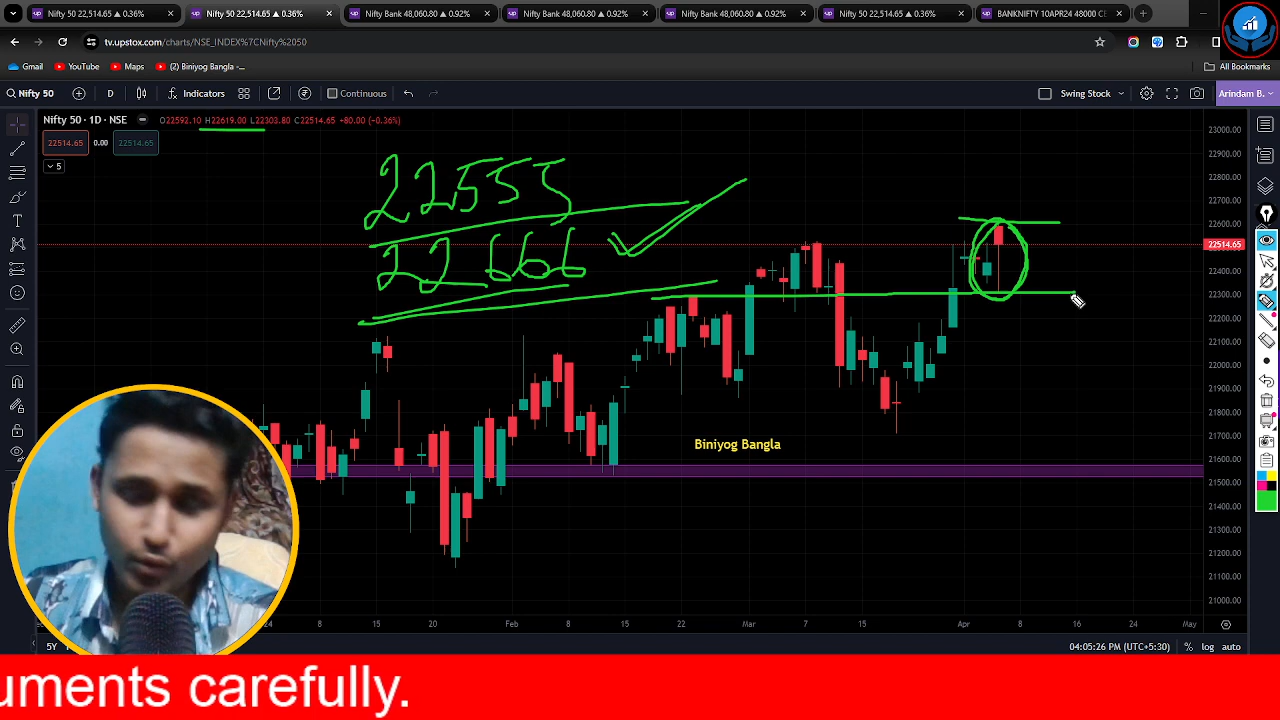 Nifty 50 22,514.65 ▲ 0.36%
Nifty 50 22,514.65 ▲ 0.36%
Nifty Bank 48,060.80 ▲ 0.92%
Nifty Bank 48,060.80 ▲ 0.92%
Nifty Bank 48,060.80 ▲ 0.92%
Nifty 50 22,514.65 ▲ 0.36%
BANKNIFTY 10APR24 48000 CE
tv.upstox.com/charts/NSE_INDEX%7CNifty%2050
Gmail YouTube Maps (2) Biniyog Bangla -... All Bookmarks
Nifty 50 D Indicators Continuous Swing Stock Arindam B.
Nifty 50 · 1D · NSE O22592.10 H22619.00 L22303.80 C22514.65 +80.00 (+0.36%)
22514.65 0.00 22514.65
5
22555
22666
23000.00
22900.00
22800.00
22700.00
22600.00
22514.65
22400.00
22300.00
22200.00
22100.00
22000.00
21900.00
21800.00
21700.00
21600.00
21500.00
21400.00
21300.00
21200.00
21100.00
21000.00
Biniyog Bangla
24 8 15 20 Feb 8 15 22 Mar 7 15 Apr 8 16 24 May
5Y 04:05:26 PM (UTC+5:30) % log auto
uments carefully.